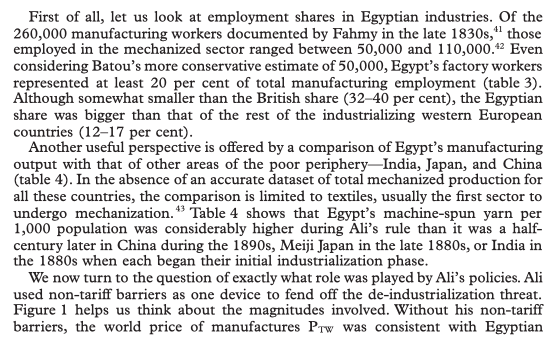 First of all, let us look at employment shares in Egyptian industries. Of the
260,000 manufacturing workers documented by Fahmy in the late 1830s,41 those
employed in the mechanized sector ranged between 50,000 and 110,000.42 Even
considering Batou's more conservative estimate of 50,000, Egypt's factory workers
represented at least 20 per cent of total manufacturing employment (table 3).
Although somewhat smaller than the British share (32–40 per cent), the Egyptian
share was bigger than that of the rest of the industrializing western European
countries (12–17 per cent).
Another useful perspective is offered by a comparison of Egypt's manufacturing
output with that of other areas of the poor periphery—India, Japan, and China
(table 4). In the absence of an accurate dataset of total mechanized production for
all these countries, the comparison is limited to textiles, usually the first sector to
undergo mechanization.43 Table 4 shows that Egypt's machine-spun yarn per
1,000 population was considerably higher during Ali's rule than it was a half-
century later in China during the 1890s, Meiji Japan in the late 1880s, or India in
the 1880s when each began their initial industrialization phase.
We now turn to the question of exactly what role was played by Ali's policies. Ali
used non-tariff barriers as one device to fend off the de-industrialization threat.
Figure 1 helps us think about the magnitudes involved. Without his non-tariff
barriers, the world price of manufactures PTW was consistent with Egyptian